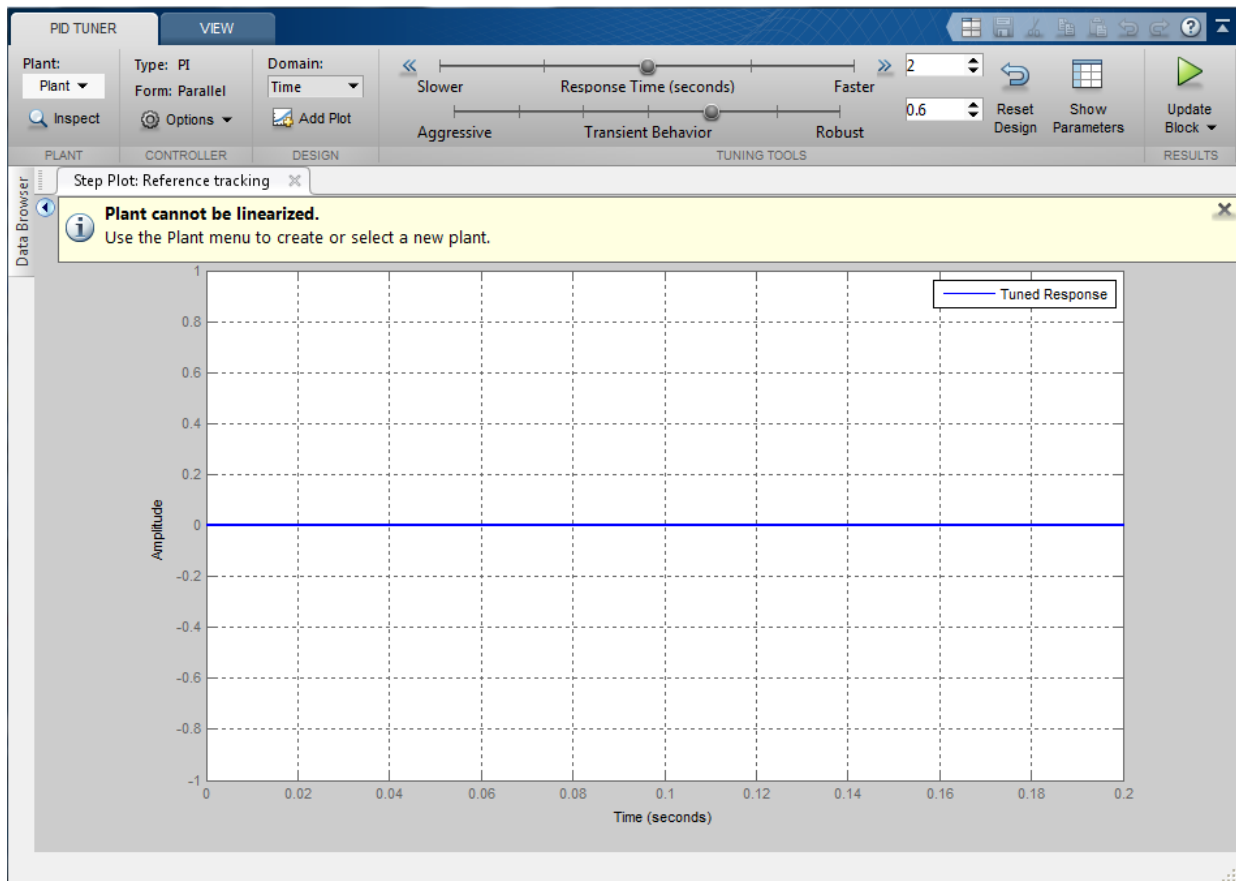 PID TUNER
VIEW
Plant:
Plant
Inspect
PLANT
Type: PI
Form: Parallel
Options
CONTROLLER
Domain:
Time
Add Plot
DESIGN
Slower
Response Time (seconds)
Faster
2
Aggressive
Transient Behavior
Robust
0.6
Reset
Design
Show
Parameters
TUNING TOOLS
Update
Block
RESULTS
Data Browser
Step Plot: Reference tracking
Plant cannot be linearized.
Use the Plant menu to create or select a new plant.
Tuned Response
Amplitude
1
0.8
0.6
0.4
0.2
0
-0.2
-0.4
-0.6
-0.8
-1
0 0.02 0.04 0.06 0.08 0.1 0.12 0.14 0.16 0.18 0.2
Time (seconds)